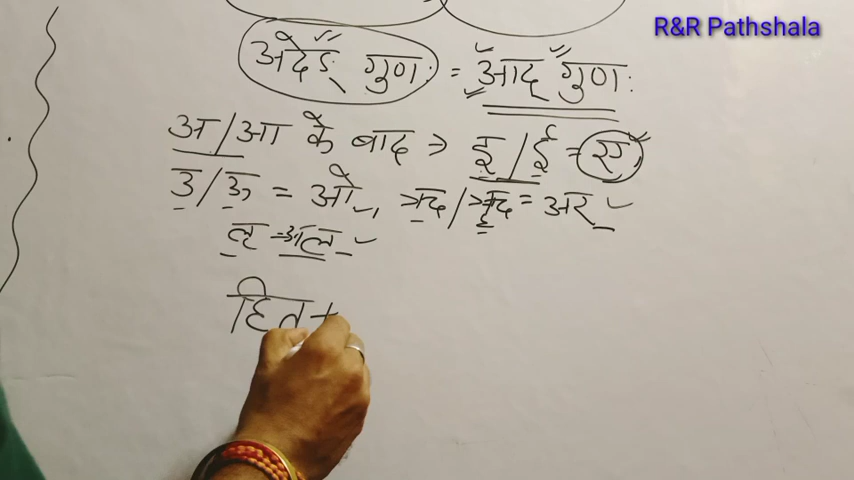 R&R Pathshala
अदेङ् गुणः = आद् गुणः
अ/आ के बाद ⇒ इ/ई = ए
उ/ऊ = ओ, ऋ/ॠ = अर्
लृ = अल्
हित +